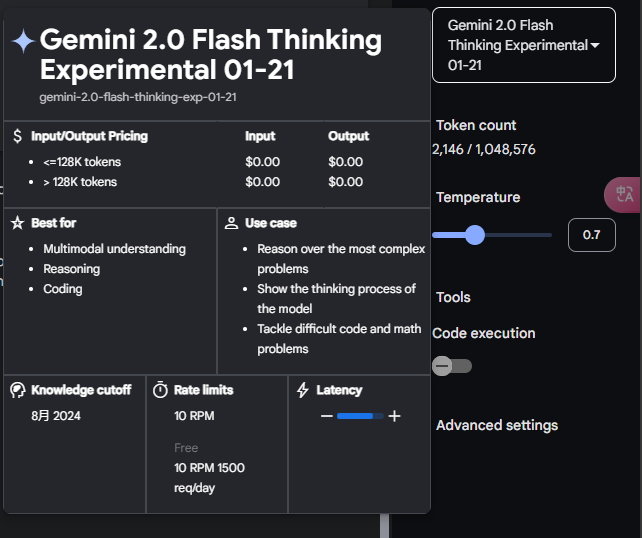 Gemini 2.0 Flash Thinking
Experimental 01-21
gemini-2.0-flash-thinking-exp-01-21
$ Input/Output Pricing Input Output
• <=128K tokens $0.00 $0.00
• > 128K tokens $0.00 $0.00
Best for
• Multimodal understanding
• Reasoning
• Coding
Use case
• Reason over the most complex
problems
• Show the thinking process of
the model
• Tackle difficult code and math
problems
Knowledge cutoff
8月 2024
Rate limits
10 RPM
Free
10 RPM 1500
req/day
Latency
Gemini 2.0 Flash
Thinking Experimental
01-21
Token count
2,146 / 1,048,576
Temperature
0.7
中A
Tools
Code execution
Advanced settings